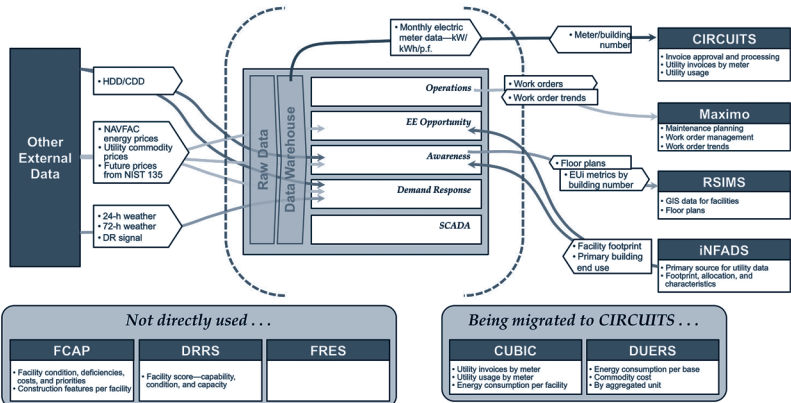 Other
External
Data
• HDD/CDD
• NAVFAC
energy prices
• Utility commodity
prices
• Future prices
from NIST 135
• 24-h weather
• 72-h weather
• DR signal
Raw Data
Data Warehouse
Operations
EE Opportunity
Awareness
Demand Response
SCADA
• Monthly electric
meter data—kW/
kWh/p.f.
• Meter/building
number
• Work orders
• Work order trends
• Floor plans
• EUi metrics by
building number
• Facility footprint
• Primary building
end use
CIRCUITS
• Invoice approval and processing
• Utility invoices by meter
• Utility usage
Maximo
• Maintenance planning
• Work order management
• Work order trends
RSIMS
• GIS data for facilities
• Floor plans
iNFADS
• Primary source for utility data
• Footprint, allocation, and
characteristics
Not directly used . . .
FCAP
• Facility condition, deficiencies,
costs, and priorities
• Construction features per facility
DRRS
• Facility score—capability,
condition, and capacity
FRES
Being migrated to CIRCUITS . . .
CUBIC
• Utility invoices by meter
• Utility usage by meter
• Energy consumption per facility
DUERS
• Energy consumption per base
• Commodity cost
• By aggregated unit